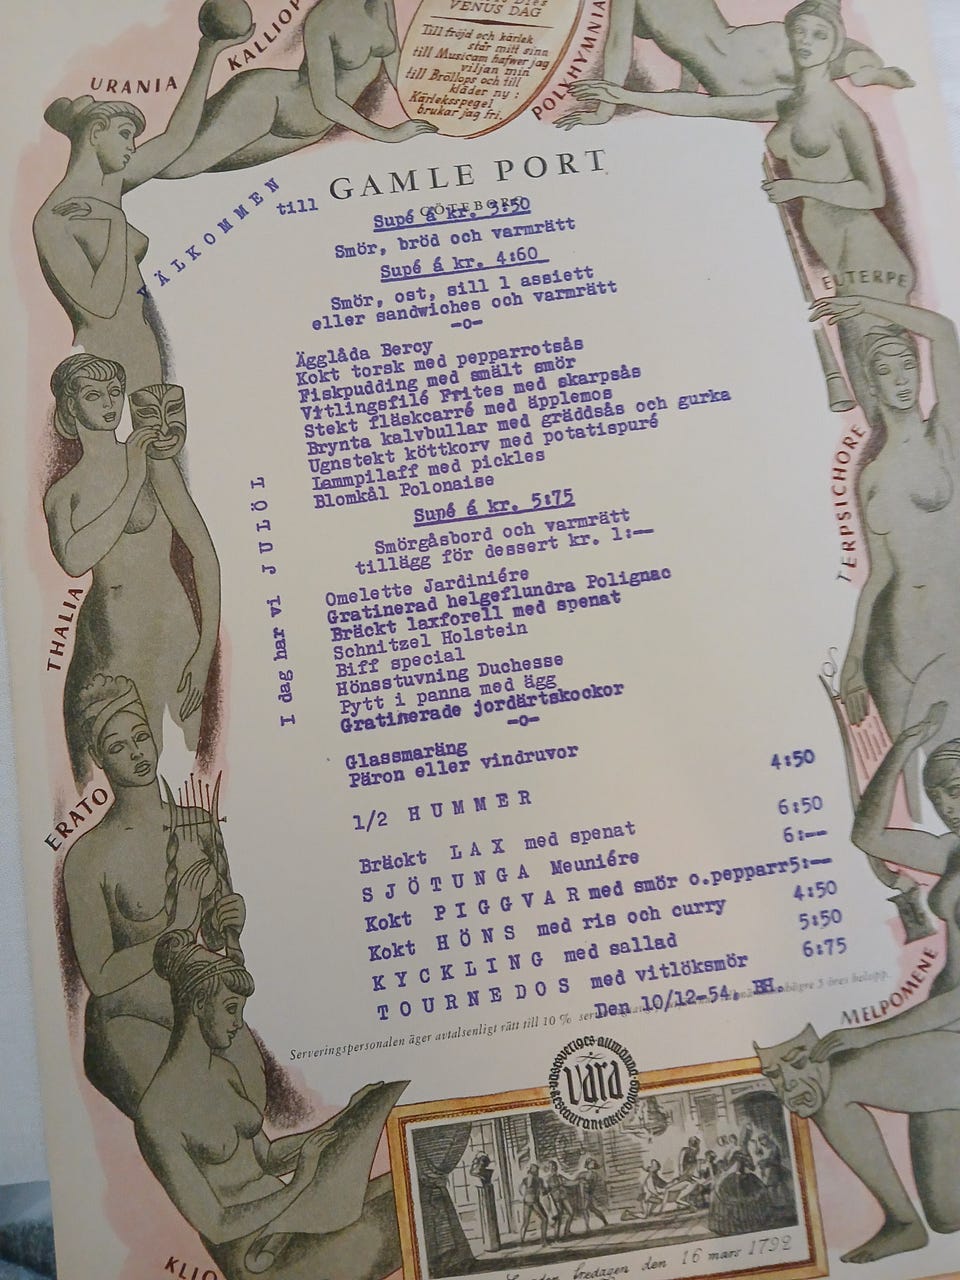 VENUS DAG
Till fröjd och kärlek
står mitt sinn
till Musicam hafwer jag
viljan min
till Bröllops och till
kläder ny :
Kärleksspegel
brukar jag fri.
URANIA
KALLIOP
POLYHYMNIA
VÄLKOMMEN till GAMLE PORT
GÖTEBORG
Supé á kr. 3:50
Smör, bröd och varmrätt
Supé á kr. 4:60
Smör, ost, sill 1 assiett
eller sandwiches och varmrätt
-o-
EUTERPE
Ägglåda Bercy
Kokt torsk med pepparrotsås
Fiskpudding med smält smör
Vitlingsfilé Frites med skarpsås
Stekt fläskcarré med äpplemos
Brynta kalvbullar med gräddsås och gurka
Ugnstekt köttkorv med potatispuré
Lammpilaff med pickles
Blomkål Polonaise
Supé á kr. 5:75
Smörgåsbord och varmrätt
tillägg för dessert kr. 1:--
TERPSICHORE
I dag har vi JULÖL
THALIA
Omelette Jardiniére
Gratinerad helgeflundra Polignac
Bräckt laxforell med spenat
Schnitzel Holstein
Biff special
Hönsstuvning Duchesse
Pytt i panna med ägg
Gratinerade jordärtskockor
-o-
Glassmaräng
Päron eller vindruvor
ERATO
1/2 HUMMER 4:50
Bräckt LAX med spenat 6:50
SJÖTUNGA Meuniére 6:--
Kokt PIGGVAR med smör o.pepparr5:--
Kokt HÖNS med ris och curry 4:50
KYCKLING med sallad 5:50
TOURNEDOS med vitlöksmör 6:75
Den 10/12-54. BH.
Serveringspersonalen äger avtalsenligt rätt till 10 % 5 öres belopp.
MELPOMENE
våra
KLIO
fredagen den 16 mars 1792